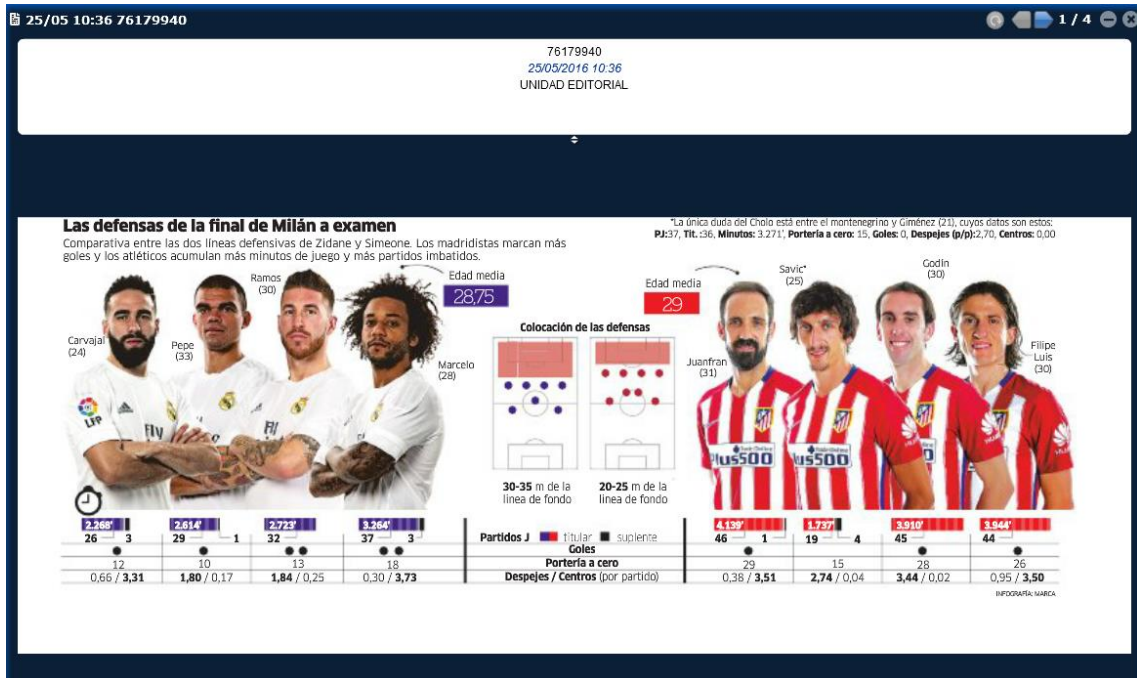 25/05 10:36 76179940
1 / 4
76179940
25/05/2016 10:36
UNIDAD EDITORIAL
Las defensas de la final de Milán a examen
Comparativa entre las dos líneas defensivas de Zidane y Simeone. Los madridistas marcan más
goles y los atléticos acumulan más minutos de juego y más partidos imbatidos.
*La única duda del Cholo está entre el montenegrino y Giménez (21), cuyos datos son estos:
PJ:37, Tit.:36, Minutos: 3.271', Portería a cero: 15, Goles: 0, Despejes (p/p):2,70, Centros: 0,00
Carvajal
(24)
Pepe
(33)
Ramos
(30)
Marcelo
(28)
Edad media
28,75
Edad media
29
Juanfran
(31)
Savic*
(25)
Godín
(30)
Filipe
Luis
(30)
Colocación de las defensas
30-35 m de la
línea de fondo
20-25 m de la
línea de fondo
LFP
Plus500
Plus500
2.268' 2.614' 2.723' 3.264' 4.139' 1.737' 3.910' 3.944'
26 3 29 1 32 37 3 Partidos J titular suplente 46 1 19 4 45 44
Goles
12 10 13 18 Portería a cero 29 15 28 26
0,66 / 3,31 1,80 / 0,17 1,84 / 0,25 0,30 / 3,73 Despejes / Centros (por partido) 0,38 / 3,51 2,74 / 0,04 3,44 / 0,02 0,95 / 3,50
INFOGRAFÍA: MARCA